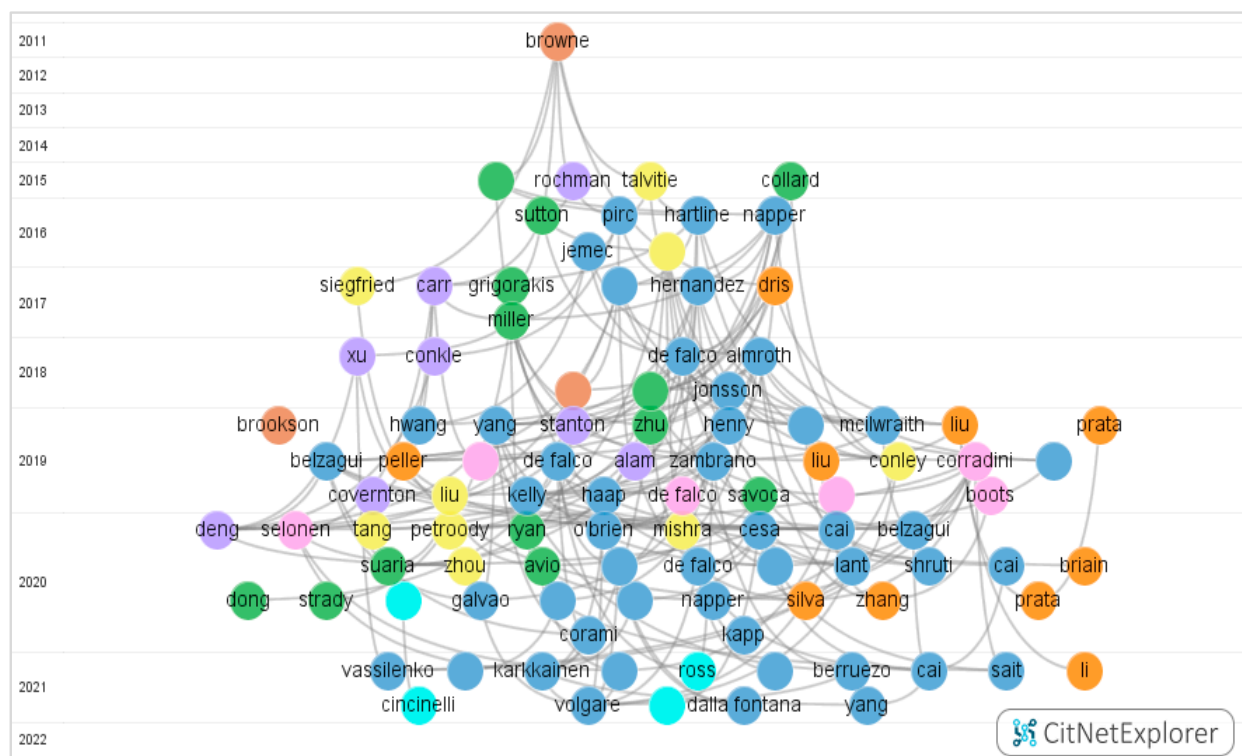 2011 browne
2012
2013
2014
2015 rochman talvitie collard
2016 sutton pirc hartline napper
jemec
2017 siegfried carr grigorakis hernandez dris
miller
2018 xu conkle de falco almroth
jonsson
2019 brookson hwang yang stanton zhu henry mcilwraith liu prata
belzagui peller de falco alam zambrano liu conley corradini
covernton liu kelly haap de falco savoca boots
2020 deng selonen tang petroody ryan o'brien mishra cesa cai belzagui
suaria zhou avio de falco lant shruti cai briain
dong strady galvao napper silva zhang prata
corami kapp
2021 vassilenko karkkainen ross berruezo cai sait li
cincinelli volgare dalla fontana yang
2022
CitNetExplorer